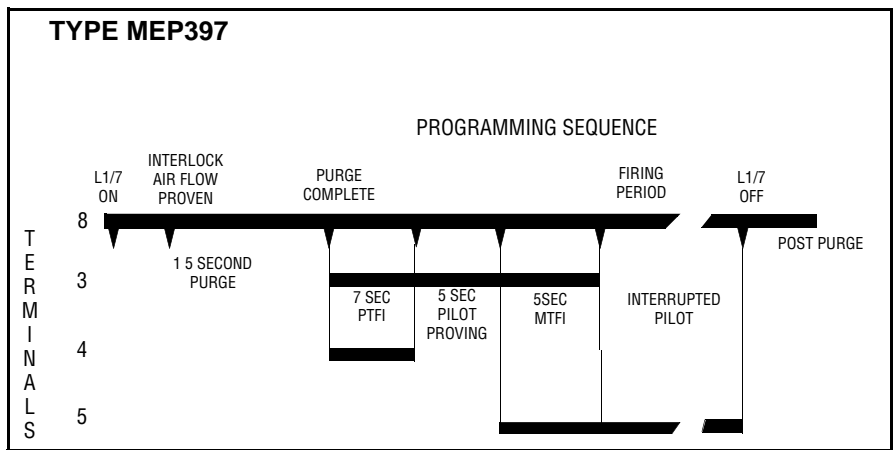 TYPE MEP397
PROGRAMMING SEQUENCE
L1/7
ON
INTERLOCK
AIR FLOW
PROVEN
PURGE
COMPLETE
FIRING
PERIOD
L1/7
OFF
TERMINALS
8
1 5 SECOND
PURGE
POST PURGE
3
7 SEC
PTFI
5 SEC
PILOT
PROVING
5SEC
MTFI
INTERRUPTED
PILOT
4
5